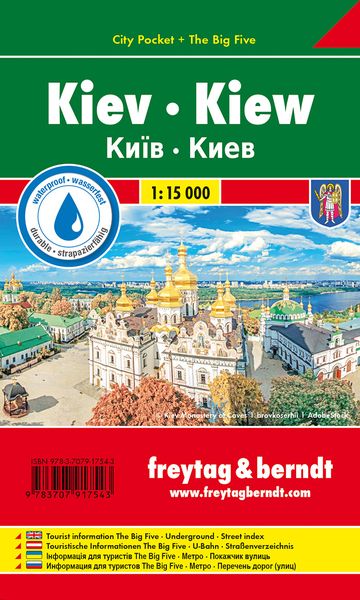 City Pocket + The Big Five
Kiev · Kiew
Київ · Киев
waterproof · wasserfest
durable · strapazierfähig
1:15 000
© Kiev Monastery of Caves | brovkoserhii | AdobeStock
ISBN 978-3-7079-1754-3
9 783707 917543
freytag & berndt
www.freytagberndt.com
Tourist information The Big Five · Underground · Street index
Touristische Informationen The Big Five · U-Bahn · Straßenverzeichnis
Інформація для туристів The Big Five · Метро · Покажчик вулиць
Информация для туристов The Big Five · Метро · Перечень дорог (улиц)